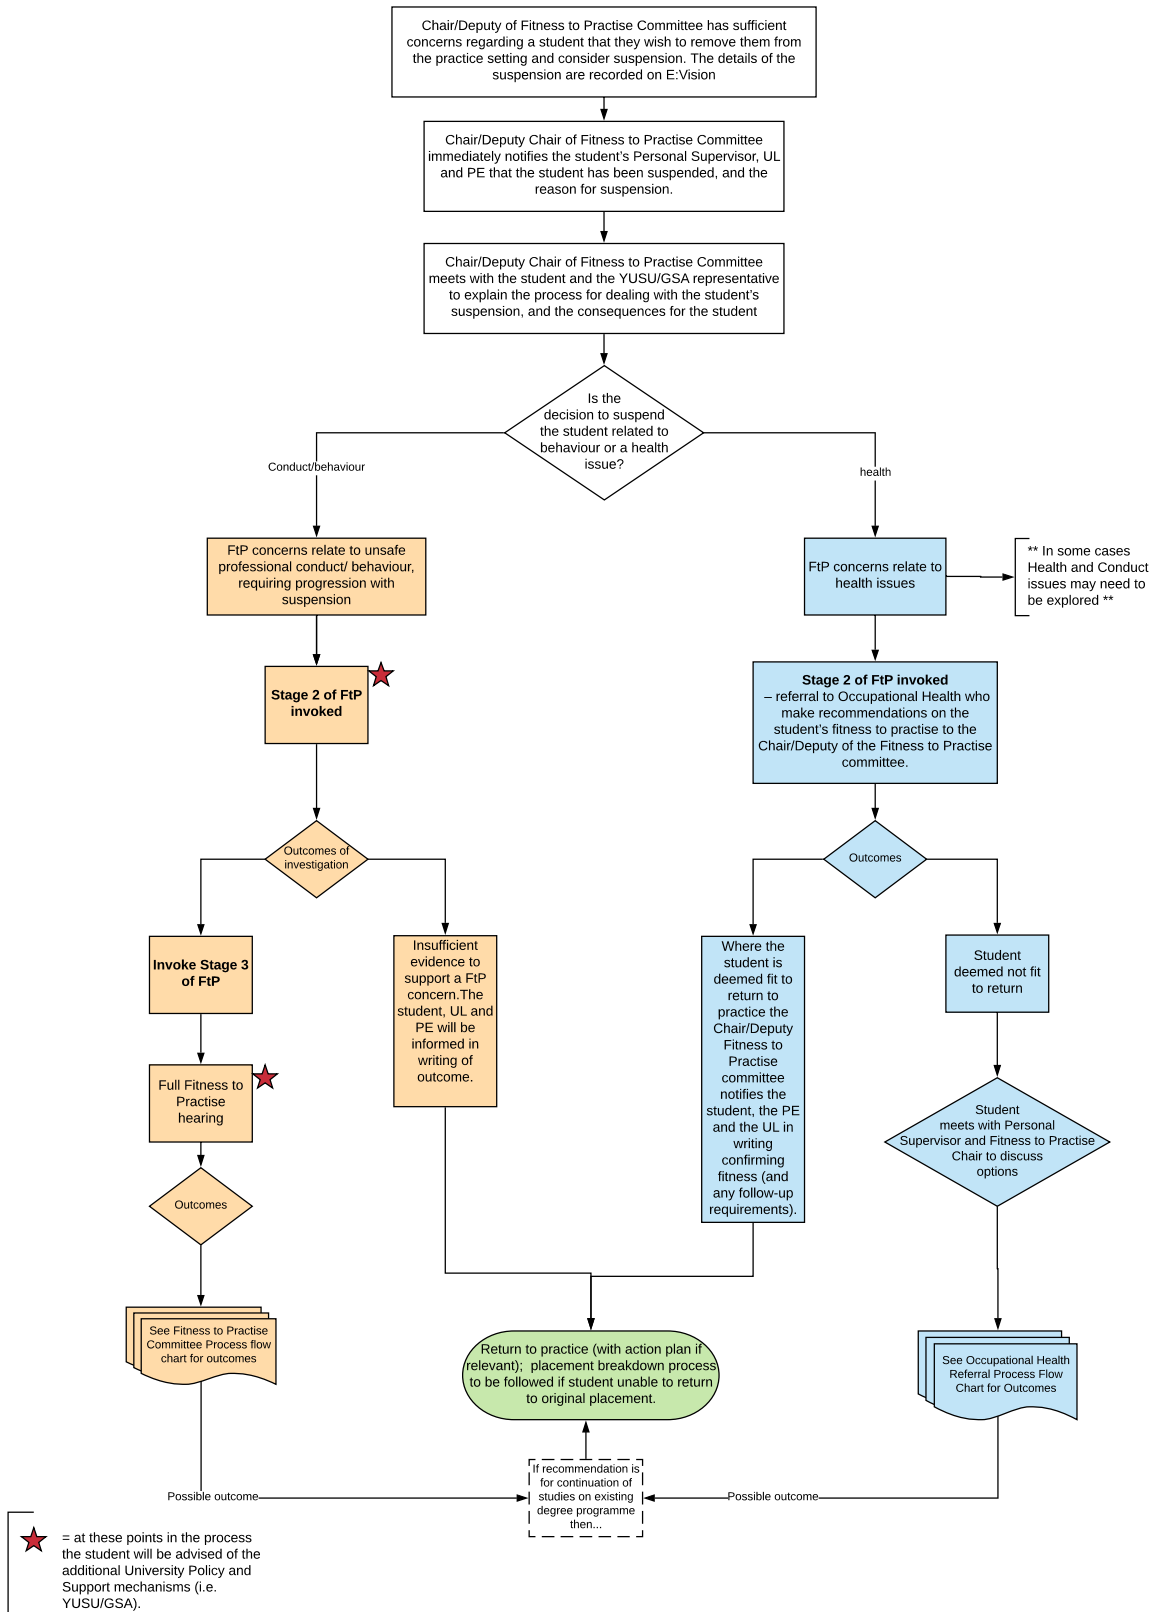 Chair/Deputy of Fitness to Practise Committee has sufficient
concerns regarding a student that they wish to remove them from
the practice setting and consider suspension. The details of the
suspension are recorded on E:Vision
Chair/Deputy Chair of Fitness to Practise Committee
immediately notifies the student's Personal Supervisor, UL
and PE that the student has been suspended, and the
reason for suspension.
Chair/Deputy Chair of Fitness to Practise Committee
meets with the student and the YUSU/GSA representative
to explain the process for dealing with the student's
suspension, and the consequences for the student
Is the
decision to suspend
the student related to
behaviour or a health
issue?
Conduct/behaviour
health
FtP concerns relate to unsafe
professional conduct/ behaviour,
requiring progression with
suspension
FtP concerns relate to
health issues
** In some cases
Health and Conduct
issues may need to
be explored **
Stage 2 of FtP
invoked
Stage 2 of FtP invoked
– referral to Occupational Health who
make recommendations on the
student's fitness to practise to the
Chair/Deputy of the Fitness to Practise
committee.
Outcomes of
investigation
Outcomes
Invoke Stage 3
of FtP
Insufficient
evidence to
support a FtP
concern.The
student, UL and
PE will be
informed in
writing of
outcome.
Where the
student is
deemed fit to
return to
practice the
Chair/Deputy
Fitness to
Practise
committee
notifies the
student, the PE
and the UL in
writing
confirming
fitness (and
any follow-up
requirements).
Student
deemed not fit
to return
Full Fitness to
Practise
hearing
Student
meets with Personal
Supervisor and Fitness to Practise
Chair to discuss
options
Outcomes
See Fitness to Practise
Committee Process flow
chart for outcomes
Return to practice (with action plan if
relevant);  placement breakdown process
to be followed if student unable to return
to original placement.
See Occupational Health
Referral Process Flow
Chart for Outcomes
If recommendation is
for continuation of
studies on existing
degree programme
then...
Possible outcome
Possible outcome
= at these points in the process
the student will be advised of the
additional University Policy and
Support mechanisms (i.e.
YUSU/GSA).